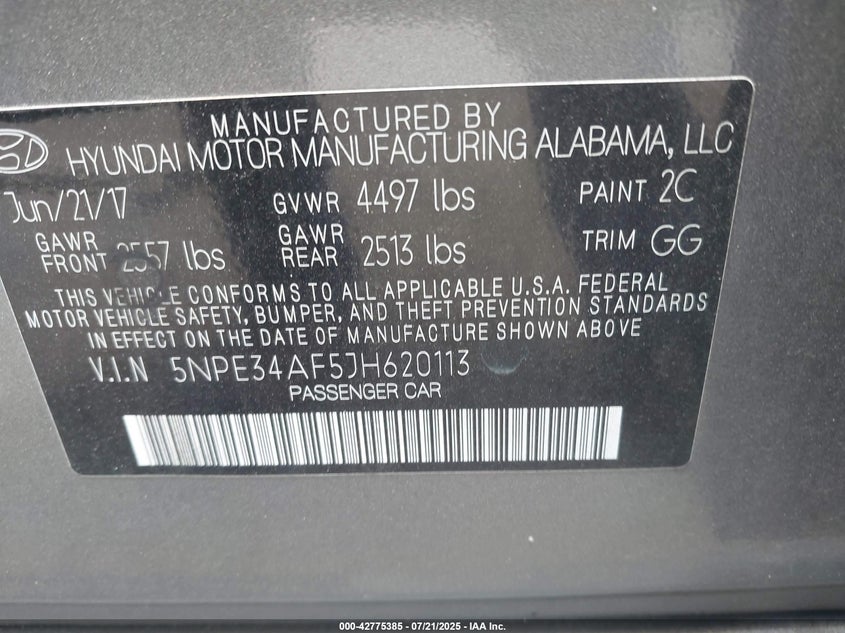 MANUFACTURED BY
HYUNDAI MOTOR MANUFACTURING ALABAMA, LLC
Jun/21/17 GVWR 4497 lbs PAINT 2C
GAWR FRONT 2557 lbs GAWR REAR 2513 lbs TRIM GG
THIS VEHICLE CONFORMS TO ALL APPLICABLE U.S.A. FEDERAL
MOTOR VEHICLE SAFETY, BUMPER, AND THEFT PREVENTION STANDARDS
IN EFFECT ON THE DATE OF MANUFACTURE SHOWN ABOVE
V.I.N 5NPE34AF5JH620113
PASSENGER CAR
000-42775385 - 07/21/2025 - IAA Inc.